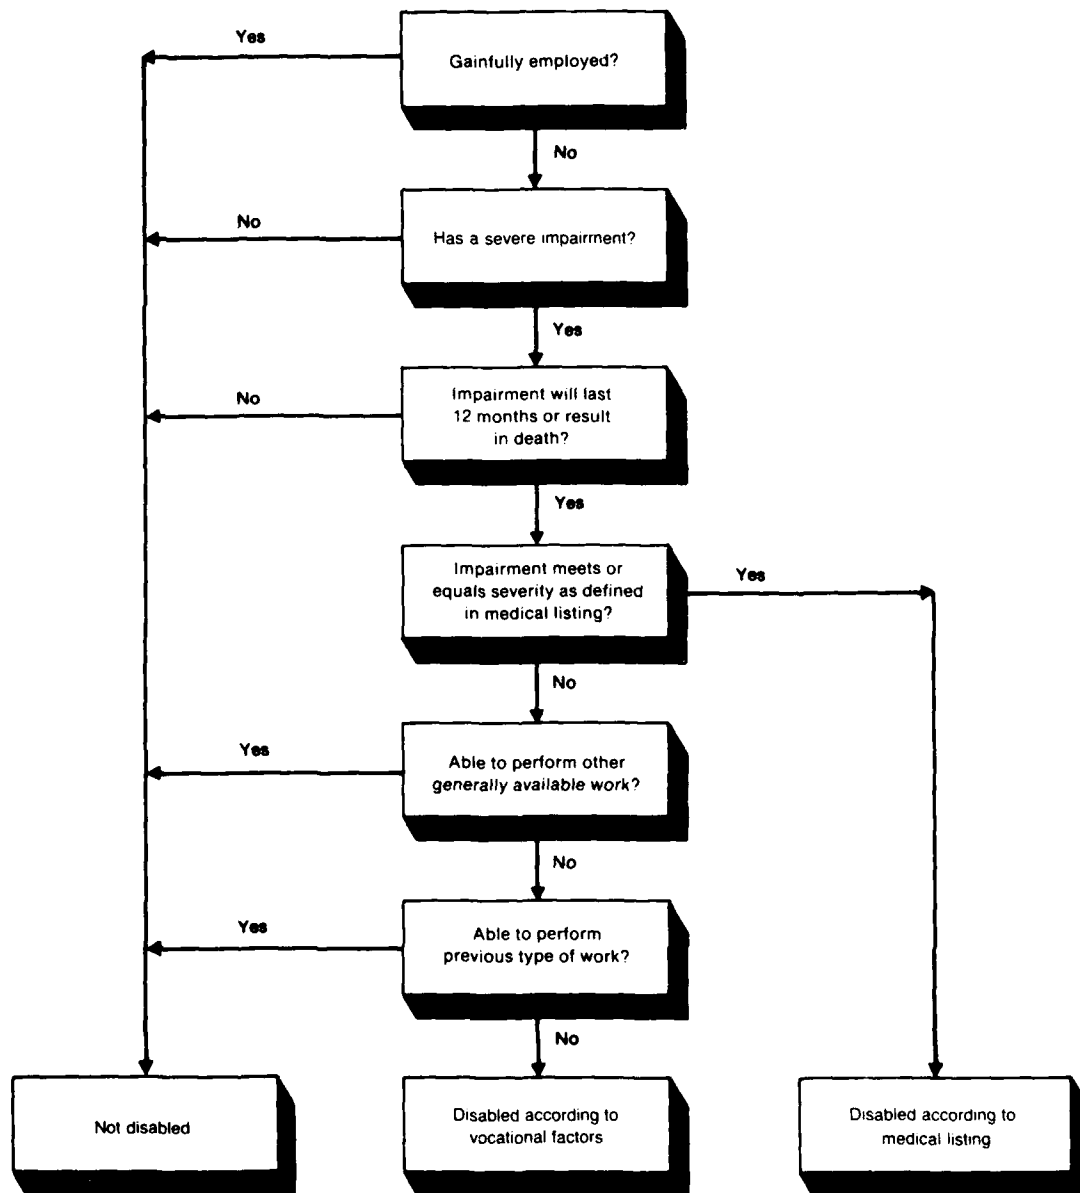 Yes
Gainfully employed?
No
No
Has a severe impairment?
Yes
No
Impairment will last
12 months or result
in death?
Yes
Impairment meets or
equals severity as defined
in medical listing?
Yes
No
Yes
Able to perform other
generally available work?
No
Yes
Able to perform
previous type of work?
No
Not disabled
Disabled according to
vocational factors
Disabled according to
medical listing